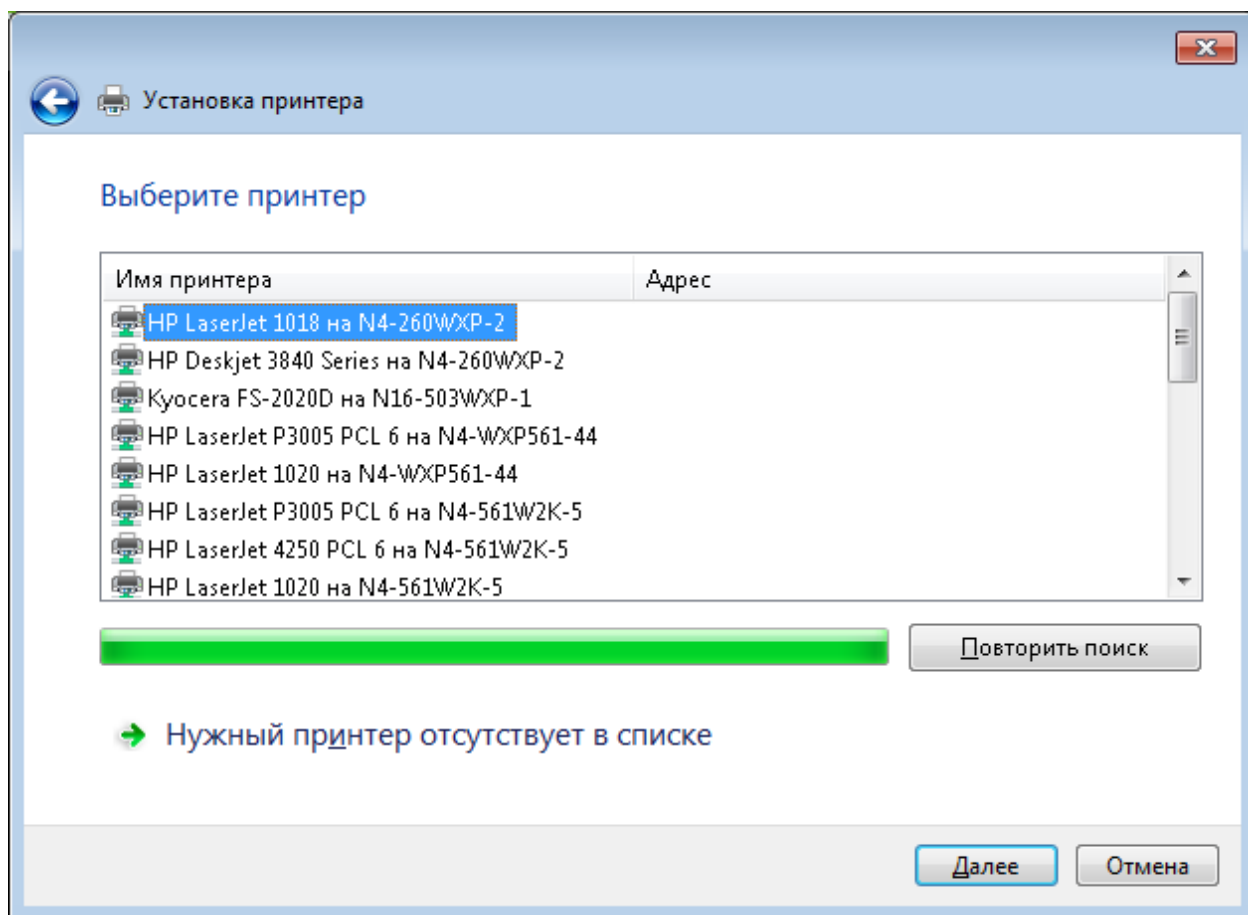 Установка принтера
Выберите принтер
Имя принтера Адрес
HP LaserJet 1018 на N4-260WXP-2
HP Deskjet 3840 Series на N4-260WXP-2
Kyocera FS-2020D на N16-503WXP-1
HP LaserJet P3005 PCL 6 на N4-WXP561-44
HP LaserJet 1020 на N4-WXP561-44
HP LaserJet P3005 PCL 6 на N4-561W2K-5
HP LaserJet 4250 PCL 6 на N4-561W2K-5
HP LaserJet 1020 на N4-561W2K-5
Повторить поиск
Нужный принтер отсутствует в списке
Далее Отмена